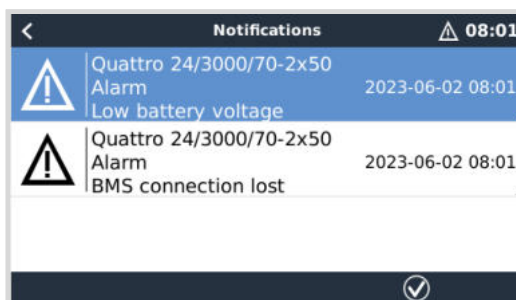 Notifications 08:01
Quattro 24/3000/70-2x50
Alarm 2023-06-02 08:01
Low battery voltage
Quattro 24/3000/70-2x50
Alarm 2023-06-02 08:01
BMS connection lost